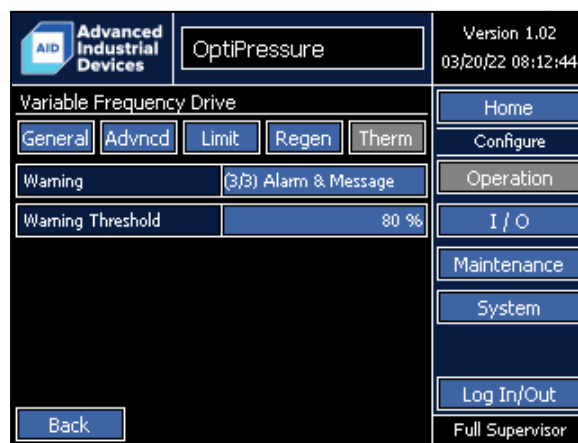 AID
Advanced
Industrial
Devices
OptiPressure
Version 1.02
03/20/22 08:12:44
Variable Frequency Drive
Home
General Advncd Limit Regen Therm
Configure
Warning (3/3) Alarm & Message
Operation
Warning Threshold 80 %
I / O
Maintenance
System
Log In/Out
Back
Full Supervisor